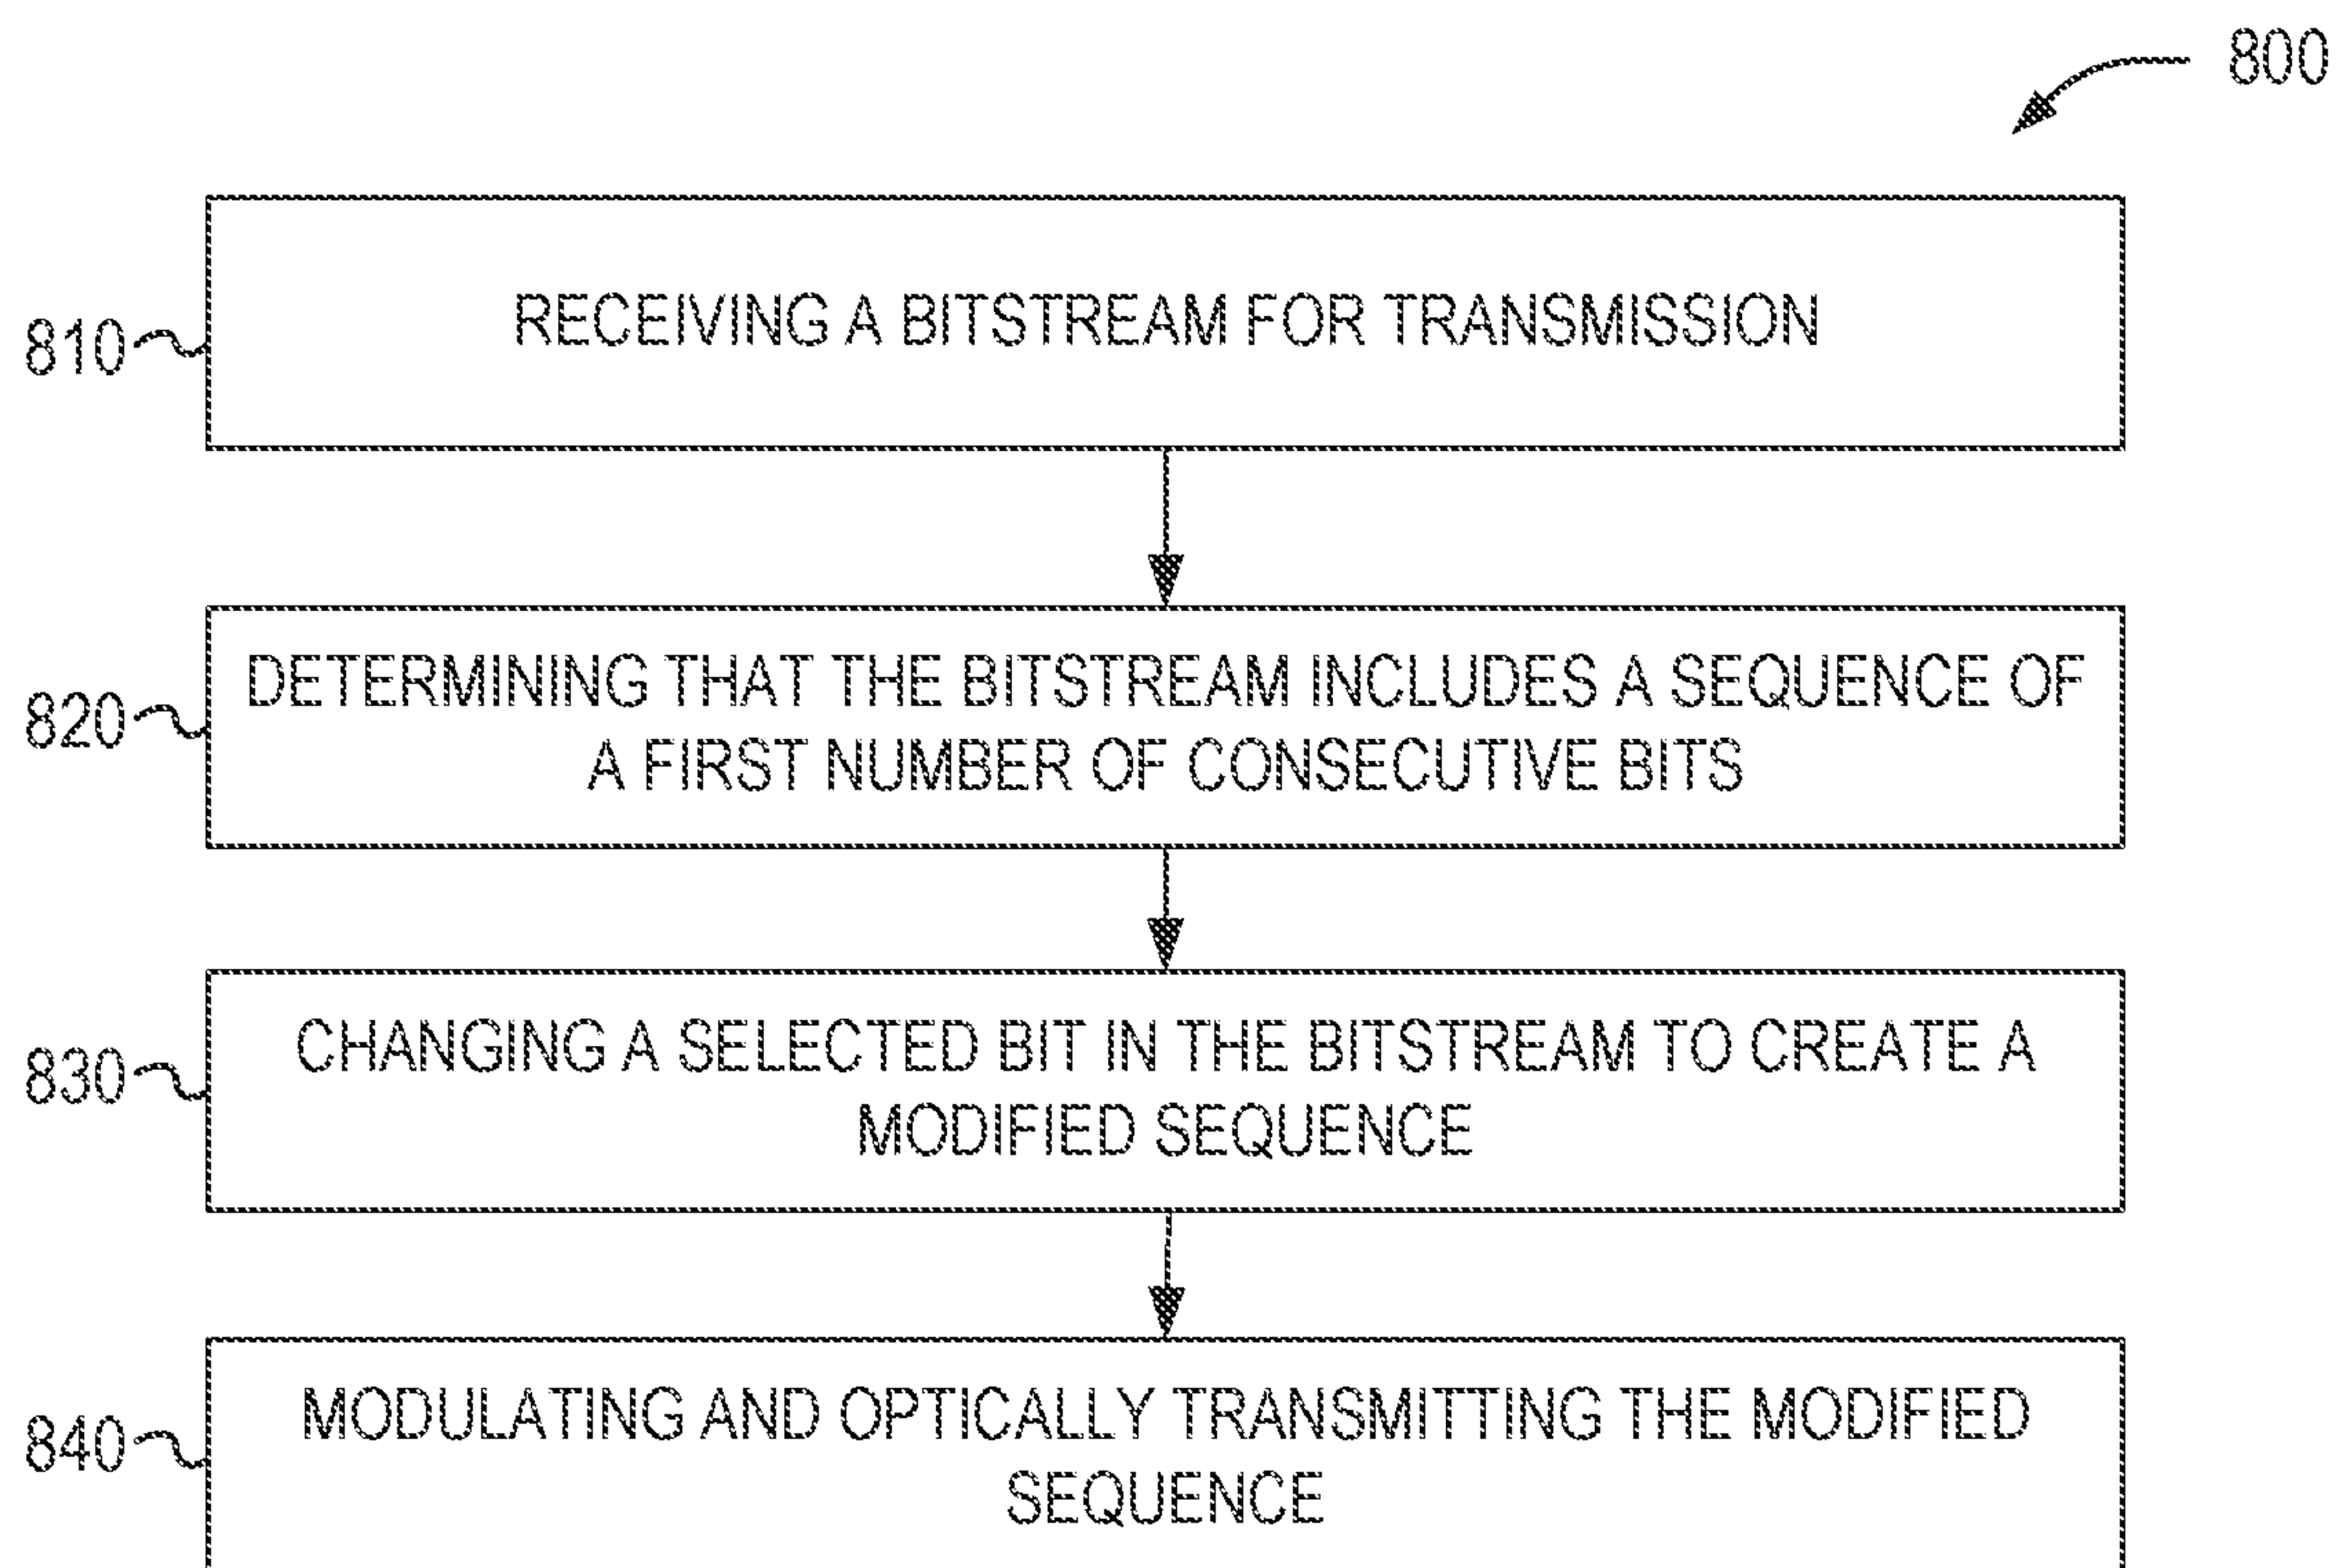 800
810
RECEIVING A BITSTREAM FOR TRANSMISSION
820
DETERMINING THAT THE BITSTREAM INCLUDES A SEQUENCE OF
A FIRST NUMBER OF CONSECUTIVE BITS
830
CHANGING A SELECTED BIT IN THE BITSTREAM TO CREATE A
MODIFIED SEQUENCE
840
MODULATING AND OPTICALLY TRANSMITTING THE MODIFIED
SEQUENCE